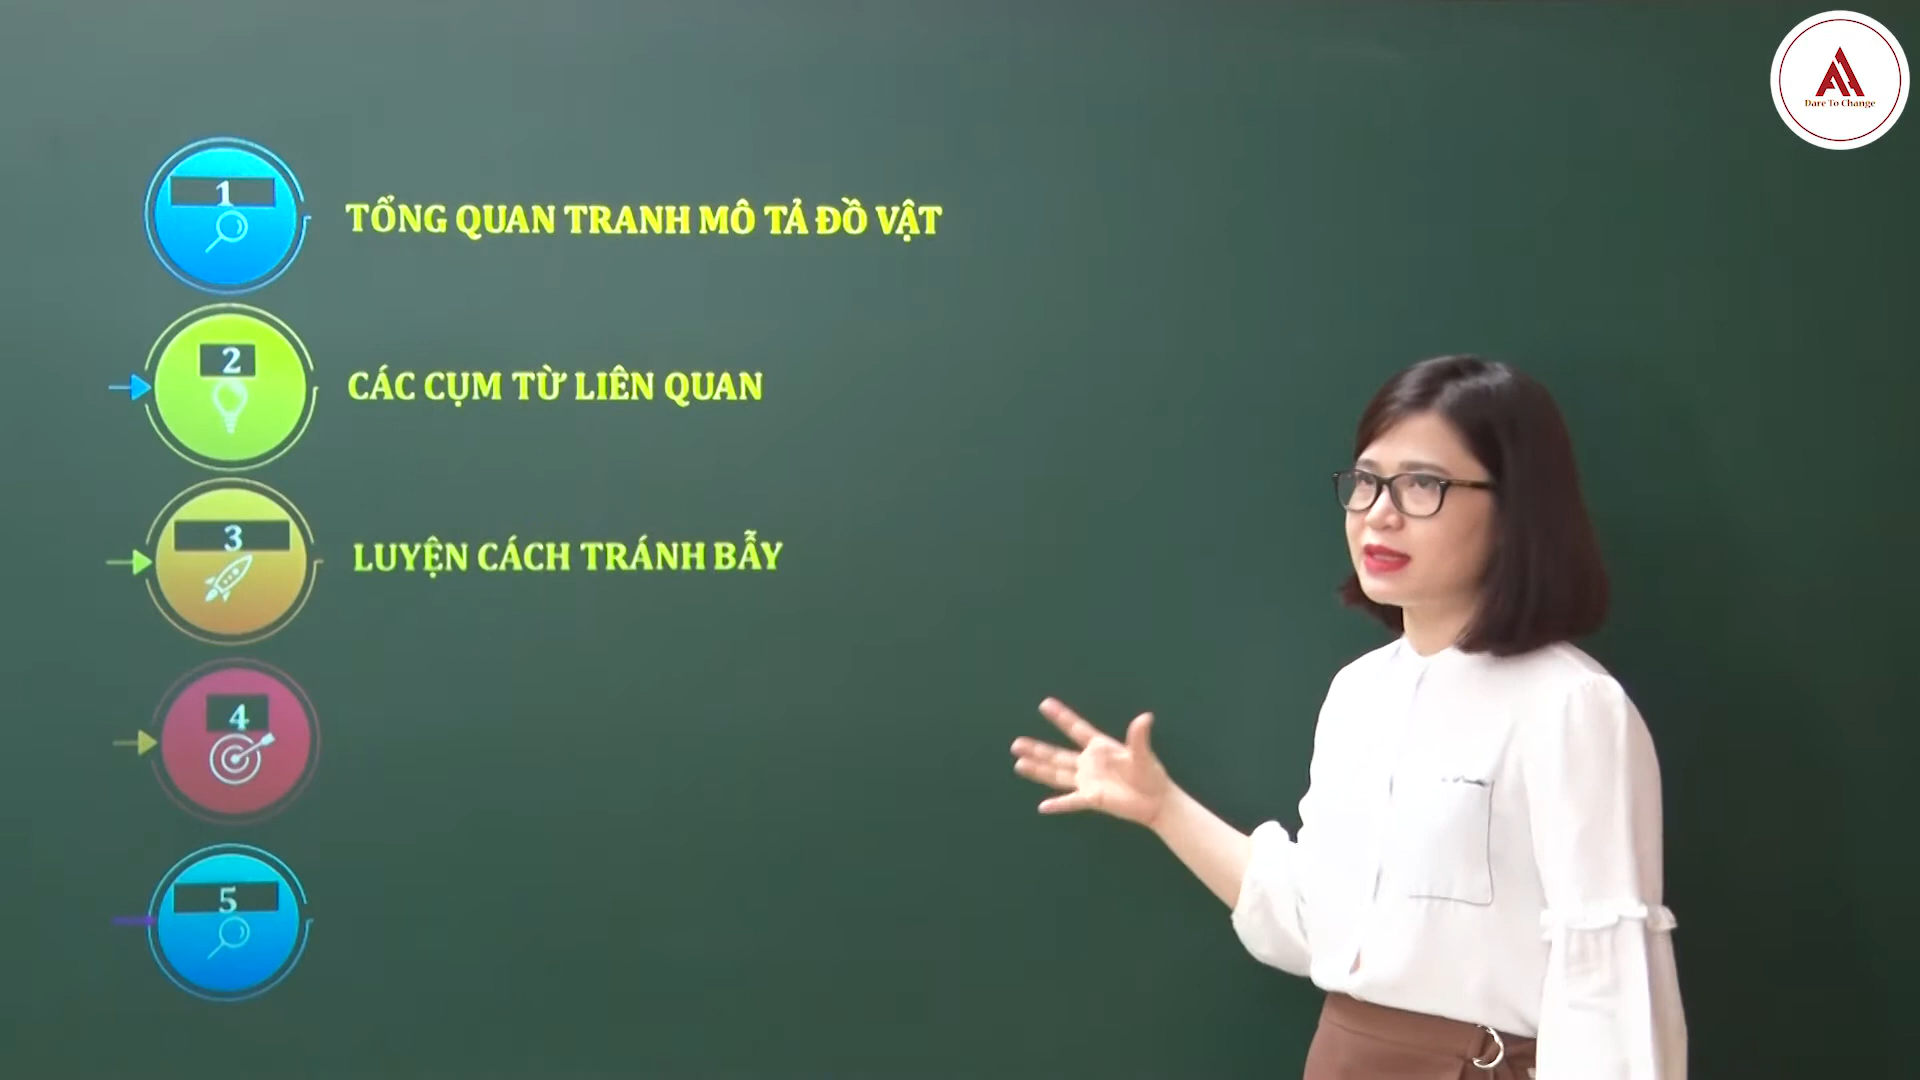 Dare To Change
1
TỔNG QUAN TRANH MÔ TẢ ĐỒ VẬT
2
CÁC CỤM TỪ LIÊN QUAN
3
LUYỆN CÁCH TRÁNH BẪY
4
5